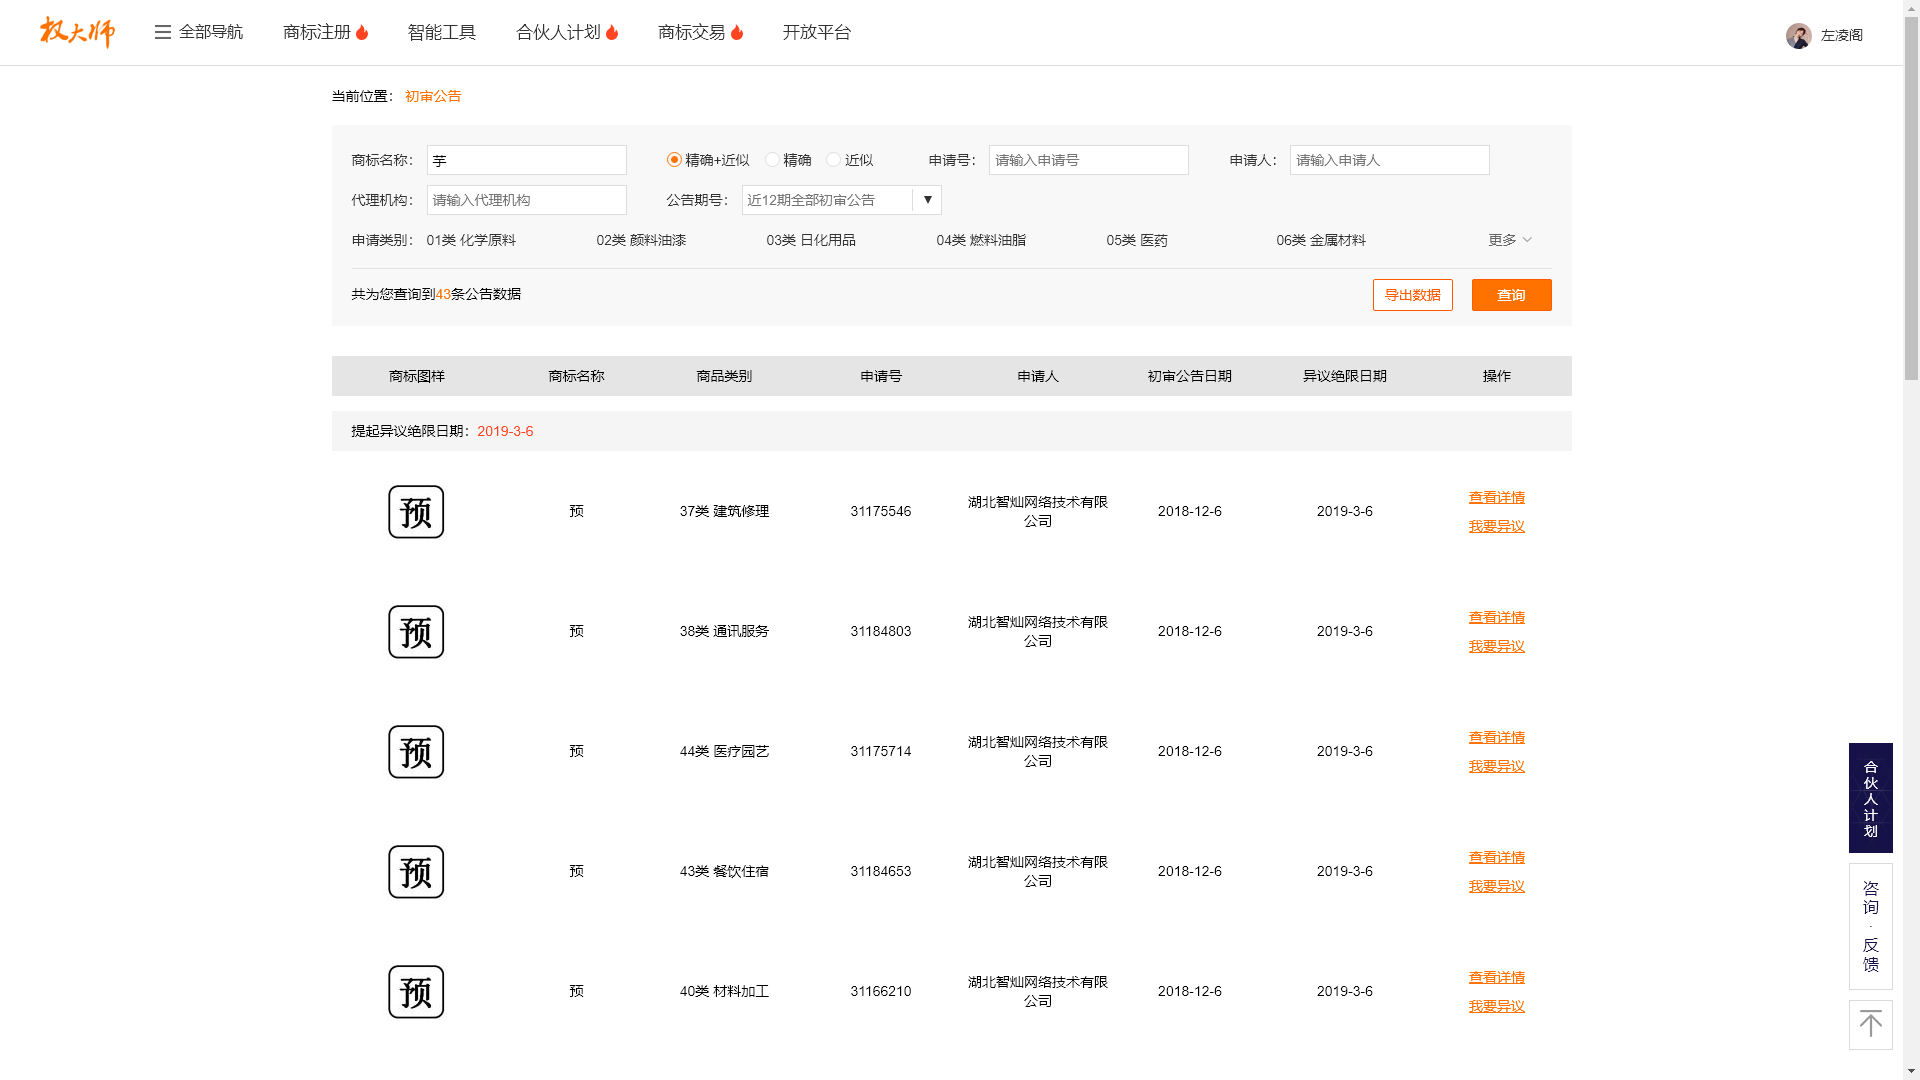 权大师 全部导航 商标注册 智能工具 合伙人计划 商标交易 开放平台 左凌阁
当前位置： 初审公告
商标名称： 芋 精确+近似 精确 近似 申请号： 请输入申请号 申请人： 请输入申请人
代理机构： 请输入代理机构 公告期号： 近12期全部初审公告 ▼
申请类别： 01类 化学原料 02类 颜料油漆 03类 日化用品 04类 燃料油脂 05类 医药 06类 金属材料 更多
共为您查询到43条公告数据 导出数据 查询
商标图样 商标名称 商品类别 申请号 申请人 初审公告日期 异议绝限日期 操作
提起异议绝限日期：2019-3-6
预 预 37类 建筑修理 31175546 湖北智灿网络技术有限公司 2018-12-6 2019-3-6 查看详情
我要异议
预 预 38类 通讯服务 31184803 湖北智灿网络技术有限公司 2018-12-6 2019-3-6 查看详情
我要异议
预 预 44类 医疗园艺 31175714 湖北智灿网络技术有限公司 2018-12-6 2019-3-6 查看详情
我要异议
预 预 43类 餐饮住宿 31184653 湖北智灿网络技术有限公司 2018-12-6 2019-3-6 查看详情
我要异议
预 预 40类 材料加工 31166210 湖北智灿网络技术有限公司 2018-12-6 2019-3-6 查看详情
我要异议
合伙人计划
咨询·反馈